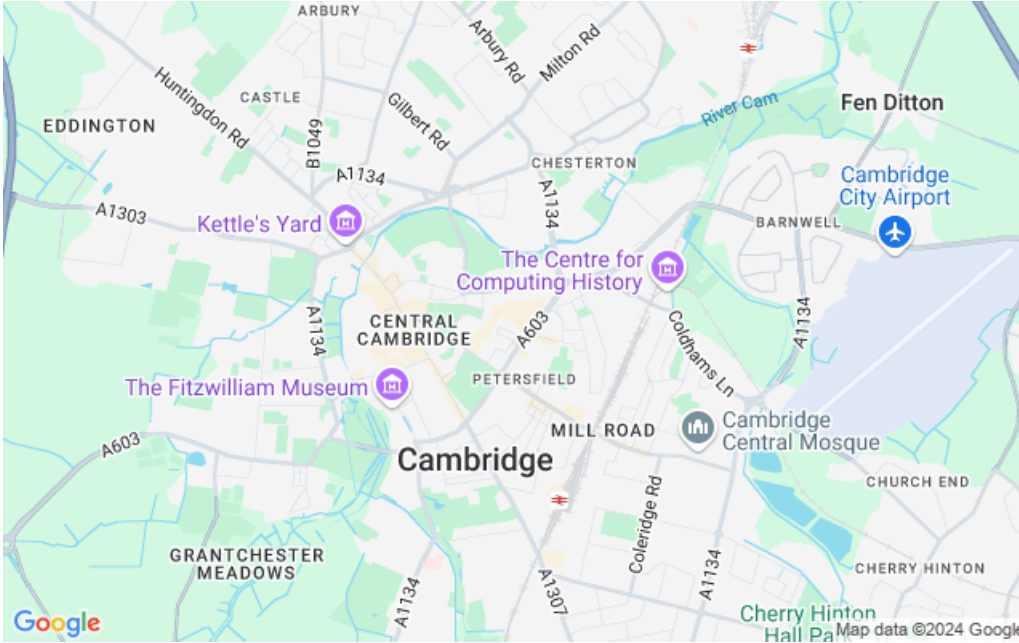 ARBURY
Arbury Rd
Milton Rd
Huntingdon Rd
CASTLE
Gilbert Rd
River Cam
Fen Ditton
EDDINGTON
B1049
CHESTERTON
A1134
A1134
Cambridge
City Airport
A1303
Kettle's Yard
BARNWELL
The Centre for
Computing History
A1134
CENTRAL
CAMBRIDGE
A603
Coldhams Ln
A1134
The Fitzwilliam Museum
PETERSFIELD
A603
MILL ROAD
Cambridge
Central Mosque
Cambridge
CHURCH END
Coleridge Rd
GRANTCHESTER
MEADOWS
A1134
A1307
A1134
CHERRY HINTON
Cherry Hinton
Hall Pa
Google
Map data ©2024 Google